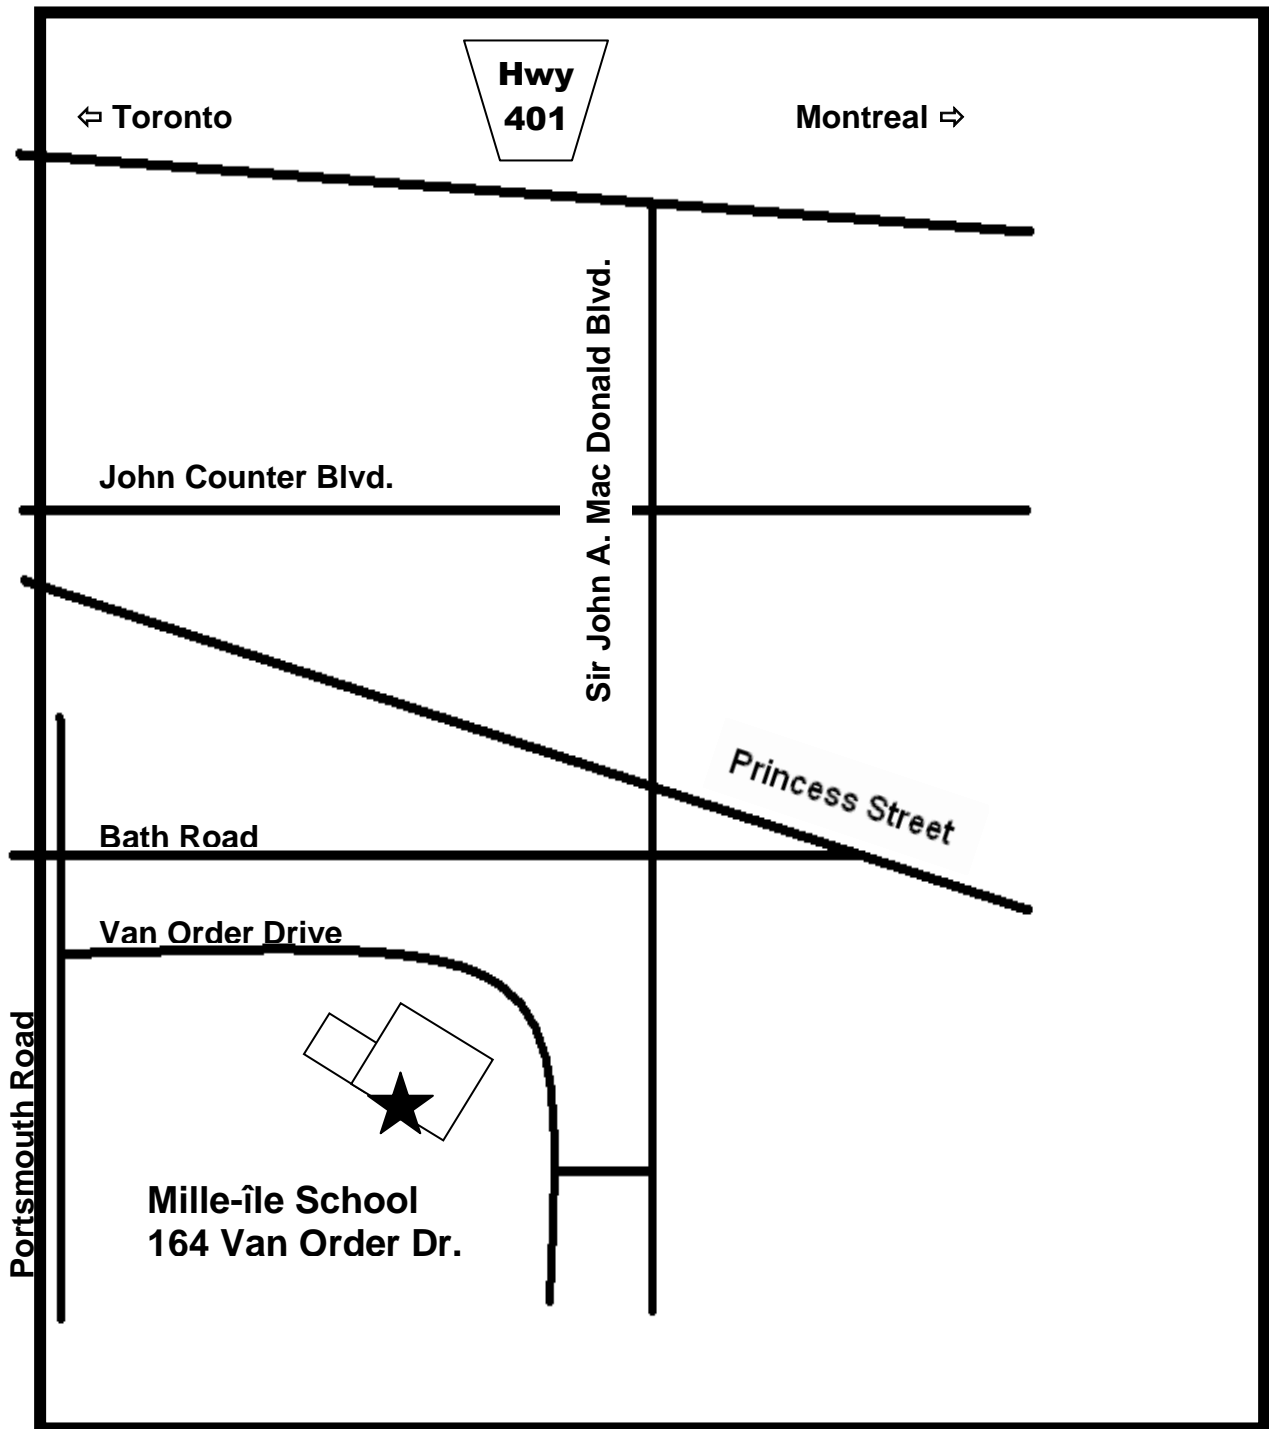 Hwy
401
⇦ Toronto
Montreal ⇨
Sir John A. Mac Donald Blvd.
John Counter Blvd.
Princess Street
Bath Road
Van Order Drive
Portsmouth Road
Mille-île School
164 Van Order Dr.